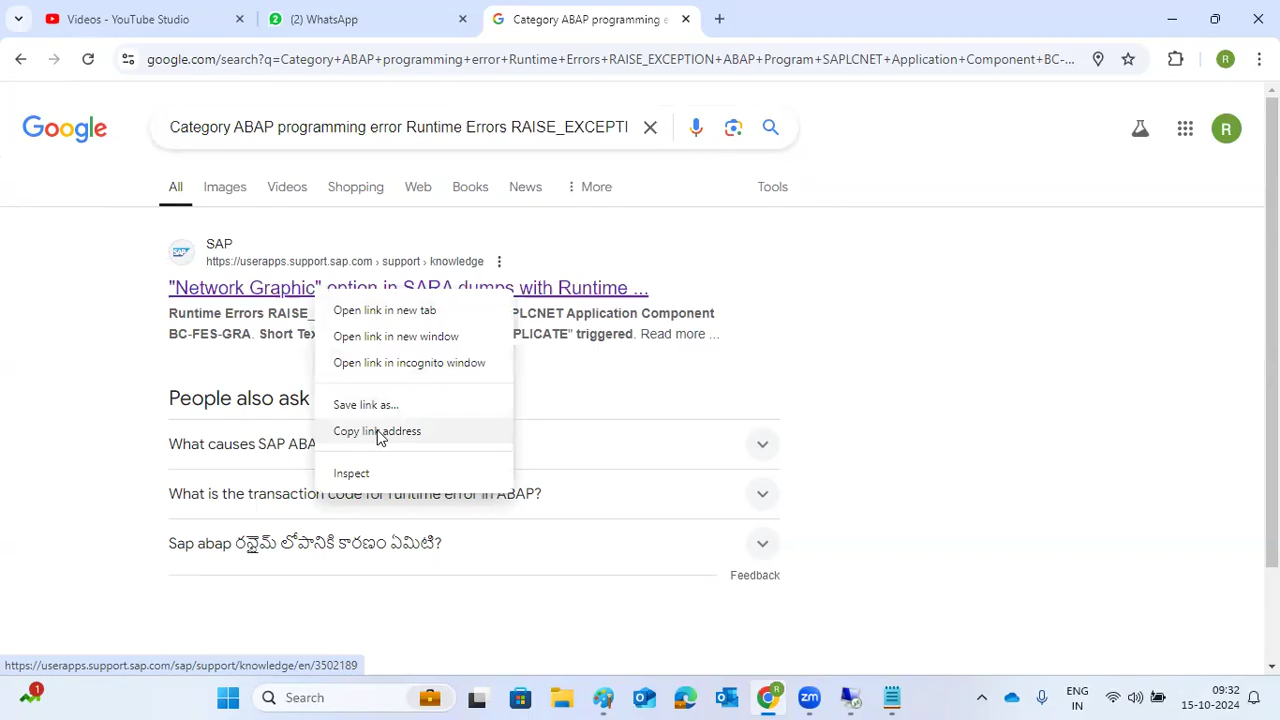 Videos - YouTube Studio
(2) WhatsApp
Category ABAP programming e
google.com/search?q=Category+ABAP+programming+error+Runtime+Errors+RAISE_EXCEPTION+ABAP+Program+SAPLCNET+Application+Component+BC-...
R
Google
Category ABAP programming error Runtime Errors RAISE_EXCEPTI
R
All Images Videos Shopping Web Books News More Tools
SAP
https://userapps.support.sap.com › support › knowledge
"Network Graphic" option in SARA dumps with Runtime ...
Runtime Errors RAISE_ PLCNET Application Component
BC-FES-GRA. Short Tex PLICATE" triggered. Read more ...
Open link in new tab
Open link in new window
Open link in incognito window
Save link as...
Copy link address
Inspect
People also ask
What causes SAP ABA
What is the transaction code for runtime error in ABAP?
Sap abap రన్టైమ్ లోపానికి కారణం ఏమిటి?
Feedback
https://userapps.support.sap.com/sap/support/knowledge/en/3502189
1
Search
R
zm
ENG
IN
09:32
15-10-2024